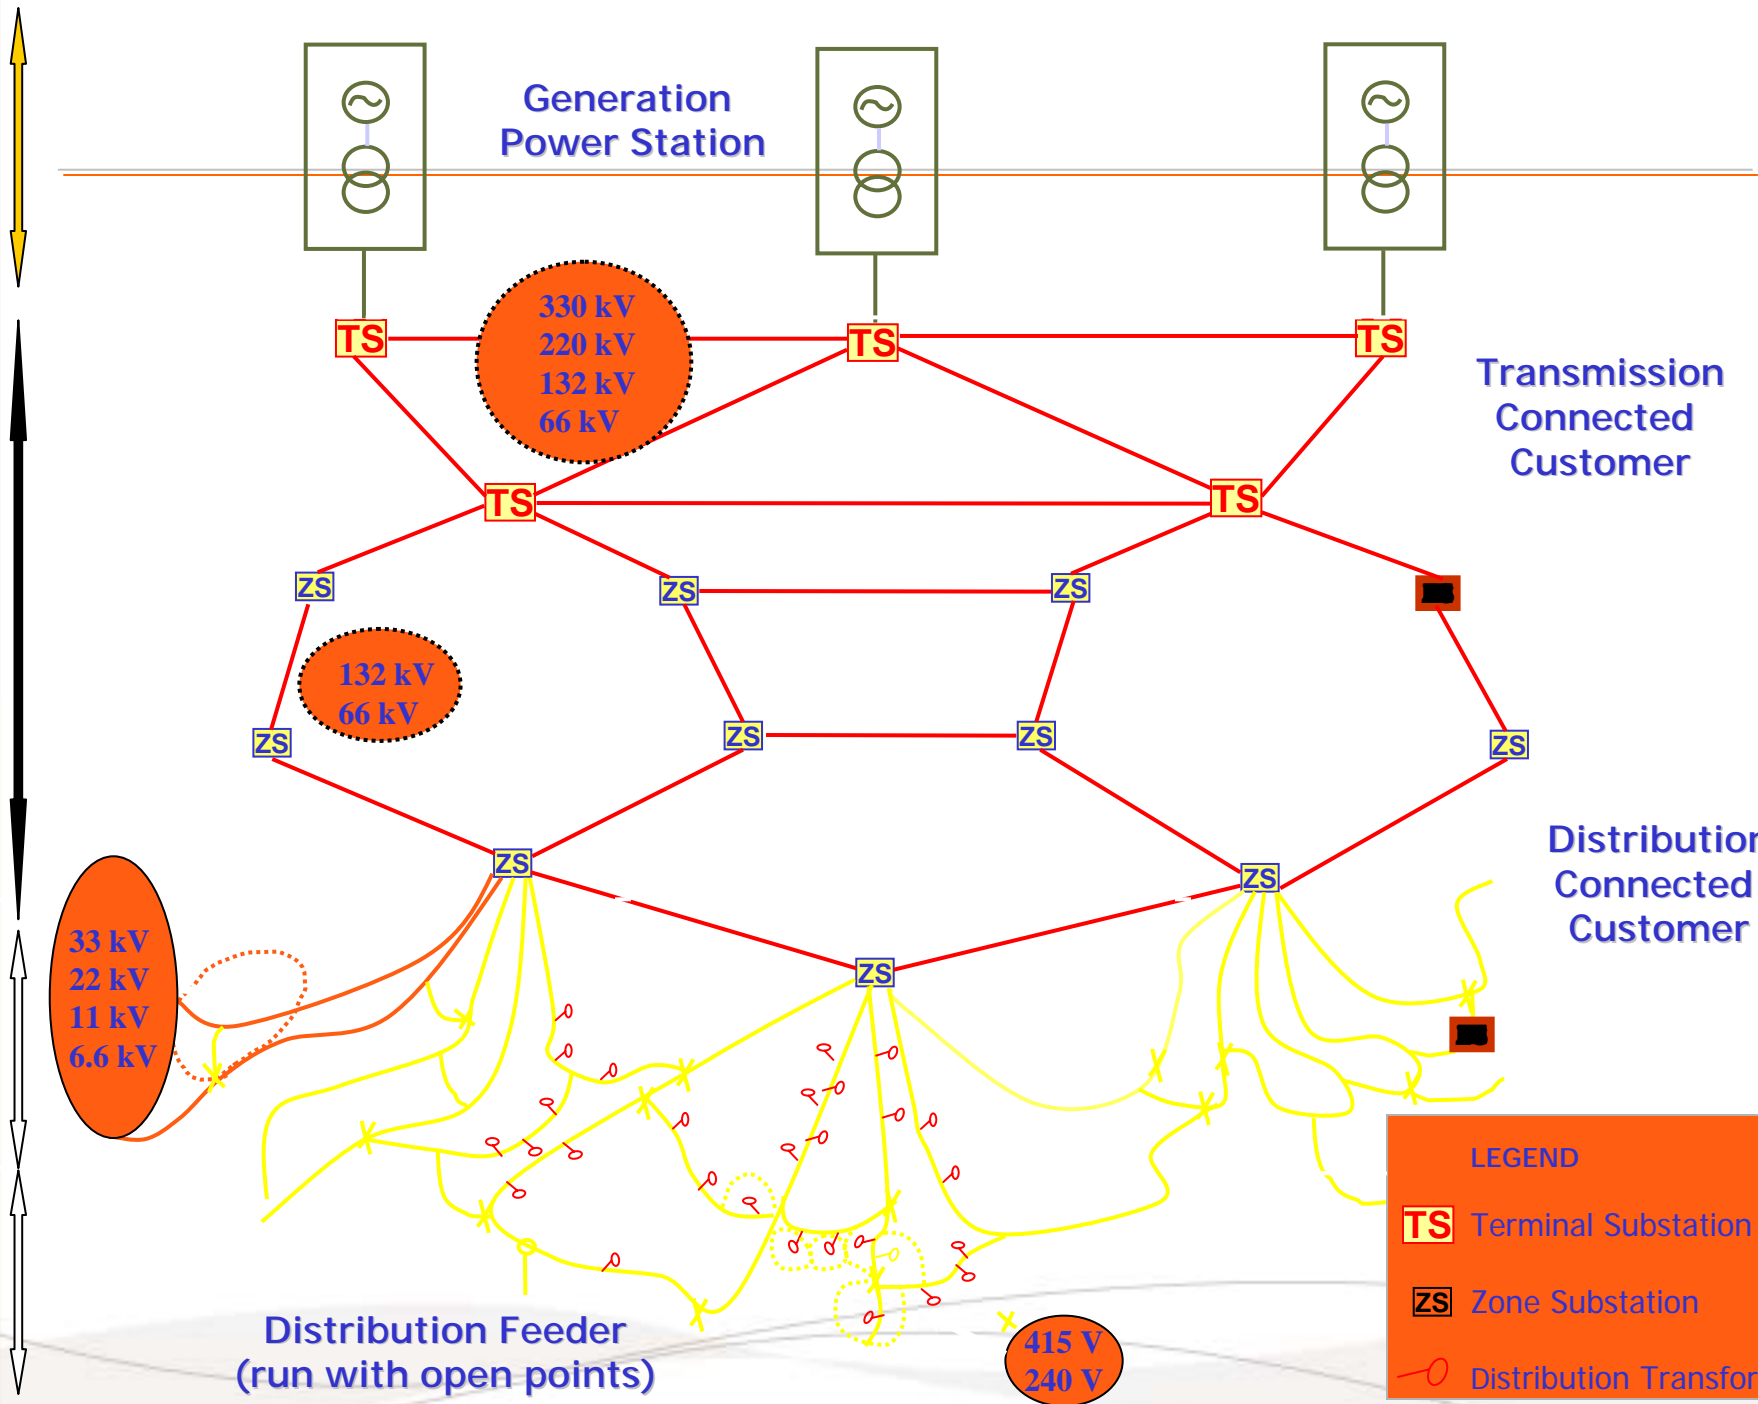 Generation
Power Station
330 kV
220 kV
132 kV
66 kV
TS
TS
TS
Transmission
Connected
Customer
TS
TS
ZS
ZS
ZS
132 kV
66 kV
ZS
ZS
ZS
ZS
ZS
ZS
Distribution
Connected
Customer
33 kV
22 kV
11 kV
6.6 kV
ZS
LEGEND
TS Terminal Substation
ZS Zone Substation
Distribution Transfor
Distribution Feeder
(run with open points)
415 V
240 V